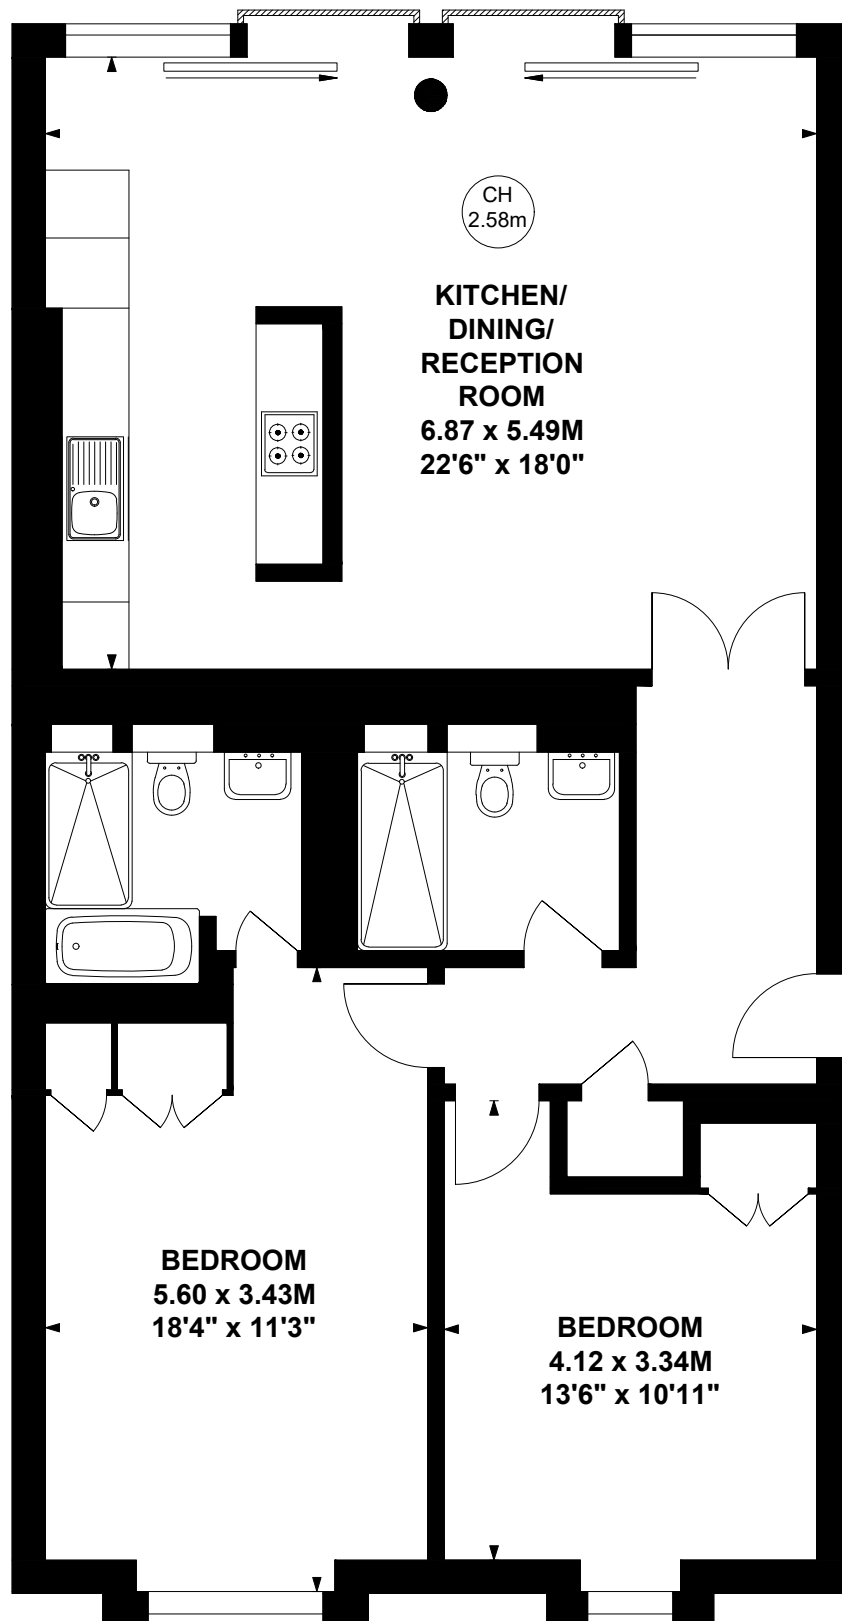 CH
2.58m
KITCHEN/
DINING/
RECEPTION
ROOM
6.87 x 5.49M
22'6" x 18'0"
BEDROOM
5.60 x 3.43M
18'4" x 11'3"
BEDROOM
4.12 x 3.34M
13'6" x 10'11"